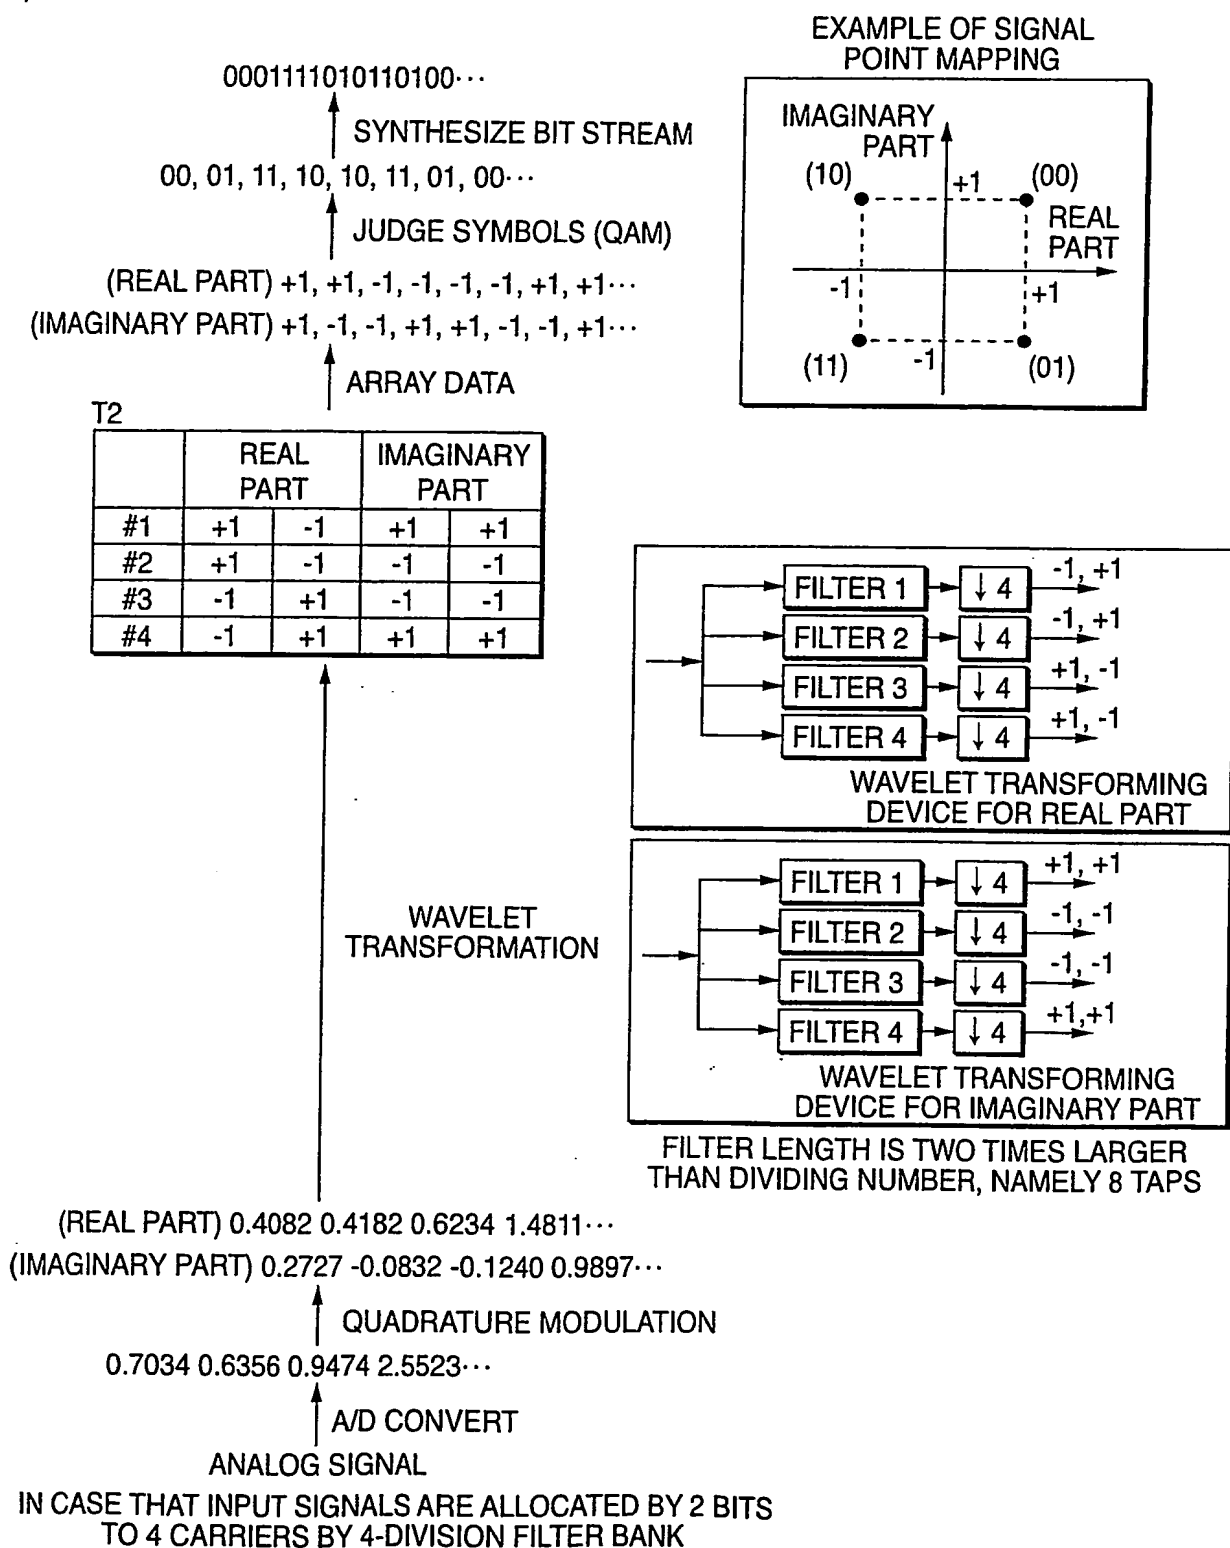 EXAMPLE OF SIGNAL
POINT MAPPING
0001111010110100···
SYNTHESIZE BIT STREAM
00, 01, 11, 10, 10, 11, 01, 00···
JUDGE SYMBOLS (QAM)
(REAL PART) +1, +1, -1, -1, -1, -1, +1, +1···
(IMAGINARY PART) +1, -1, -1, +1, +1, -1, -1, +1···
ARRAY DATA
IMAGINARY
PART
(10)
+1
(00)
REAL
PART
-1
+1
(11)
-1
(01)
T2
REAL
PART
IMAGINARY
PART
#1 +1 -1 +1 +1
#2 +1 -1 -1 -1
#3 -1 +1 -1 -1
#4 -1 +1 +1 +1
FILTER 1 ↓ 4 -1, +1
FILTER 2 ↓ 4 -1, +1
FILTER 3 ↓ 4 +1, -1
FILTER 4 ↓ 4 +1, -1
WAVELET TRANSFORMING
DEVICE FOR REAL PART
FILTER 1 ↓ 4 +1, +1
FILTER 2 ↓ 4 -1, -1
FILTER 3 ↓ 4 -1, -1
FILTER 4 ↓ 4 +1,+1
WAVELET TRANSFORMING
DEVICE FOR IMAGINARY PART
FILTER LENGTH IS TWO TIMES LARGER
THAN DIVIDING NUMBER, NAMELY 8 TAPS
WAVELET
TRANSFORMATION
(REAL PART) 0.4082 0.4182 0.6234 1.4811···
(IMAGINARY PART) 0.2727 -0.0832 -0.1240 0.9897···
QUADRATURE MODULATION
0.7034 0.6356 0.9474 2.5523···
A/D CONVERT
ANALOG SIGNAL
IN CASE THAT INPUT SIGNALS ARE ALLOCATED BY 2 BITS
TO 4 CARRIERS BY 4-DIVISION FILTER BANK